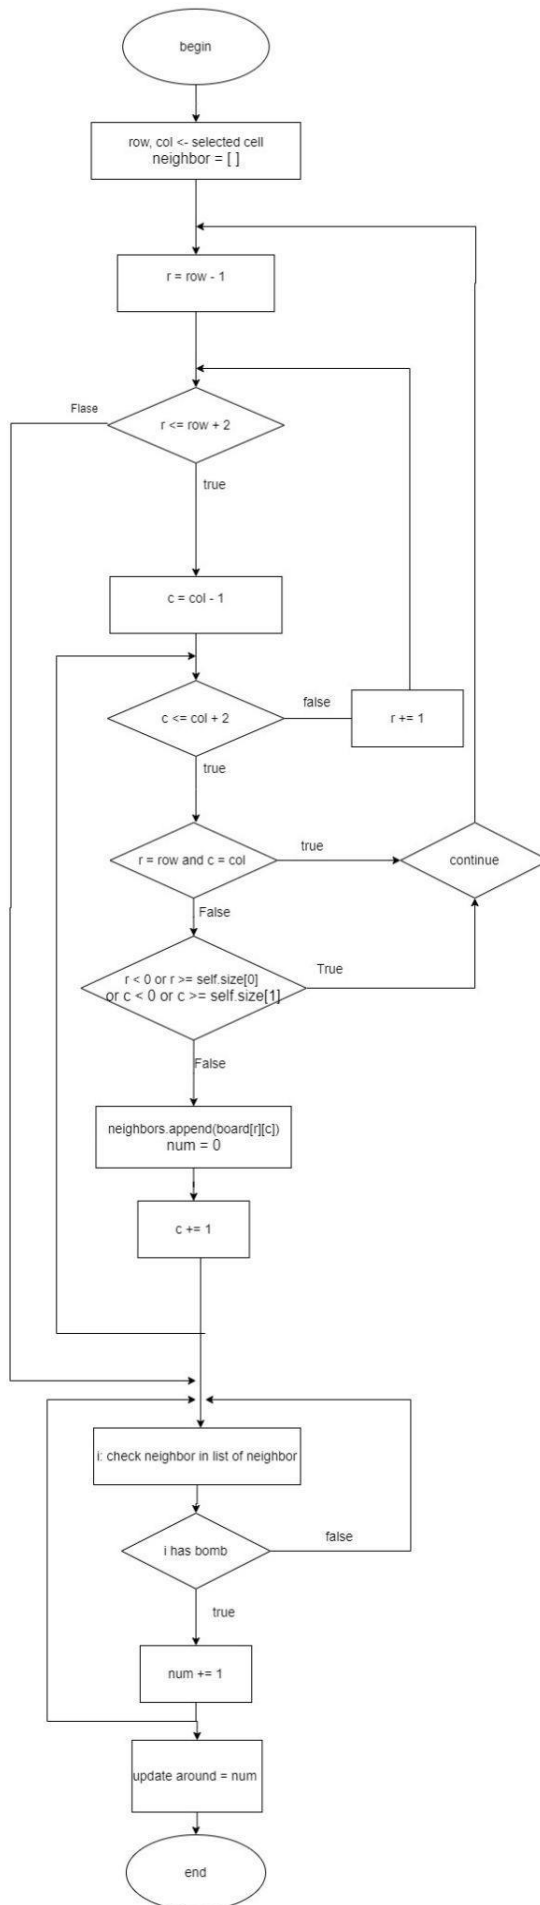 begin
row, col <- selected cell
neighbor = [ ]
r = row - 1
Flase
r <= row + 2
true
c = col - 1
c <= col + 2
false
r += 1
true
r = row and c = col
true
continue
False
r < 0 or r >= self.size[0]
or c < 0 or c >= self.size[1]
True
False
neighbors.append(board[r][c])
num = 0
c += 1
i: check neighbor in list of neighbor
i has bomb
false
true
num += 1
update around = num
end